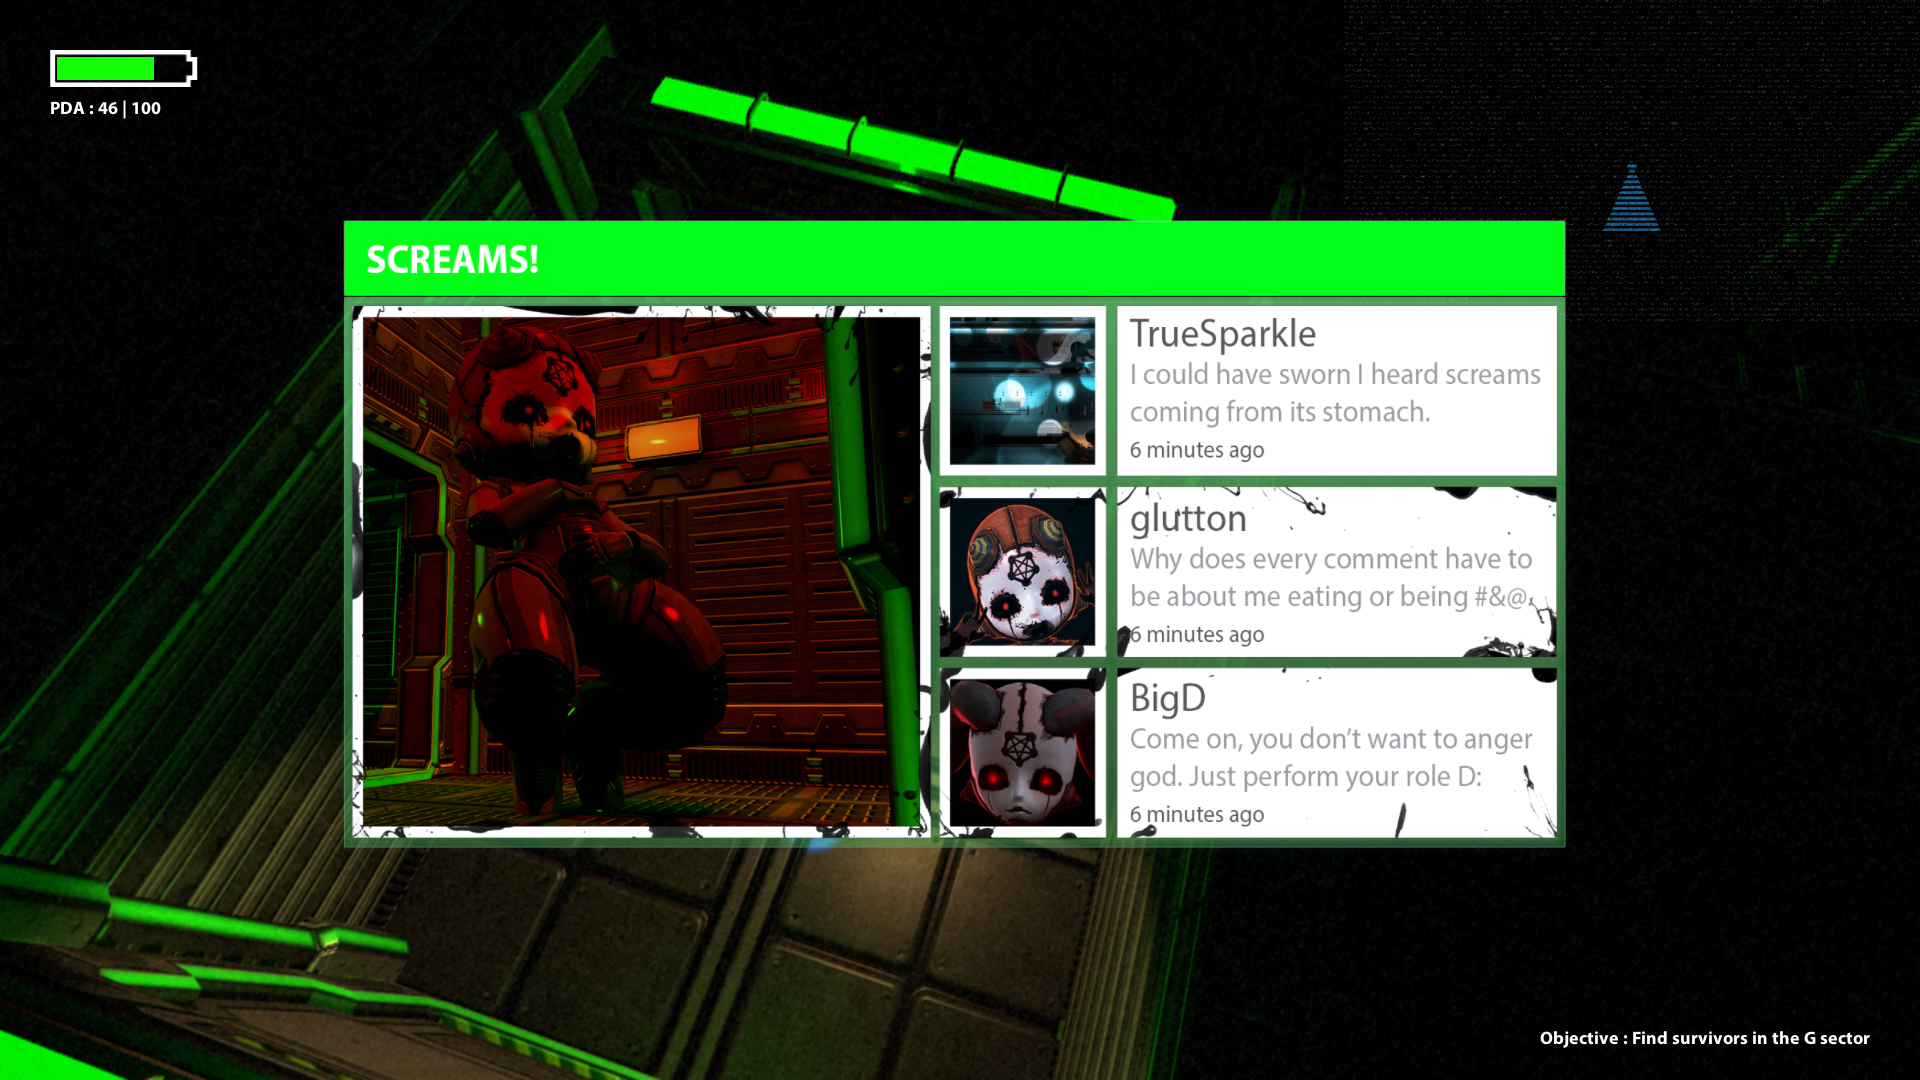 PDA : 46 | 100
SCREAMS!
TrueSparkle
I could have sworn I heard screams
coming from its stomach.
6 minutes ago
glutton
Why does every comment have to
be about me eating or being #&@.
6 minutes ago
BigD
Come on, you don’t want to anger
god. Just perform your role D:
6 minutes ago
Objective : Find survivors in the G sector